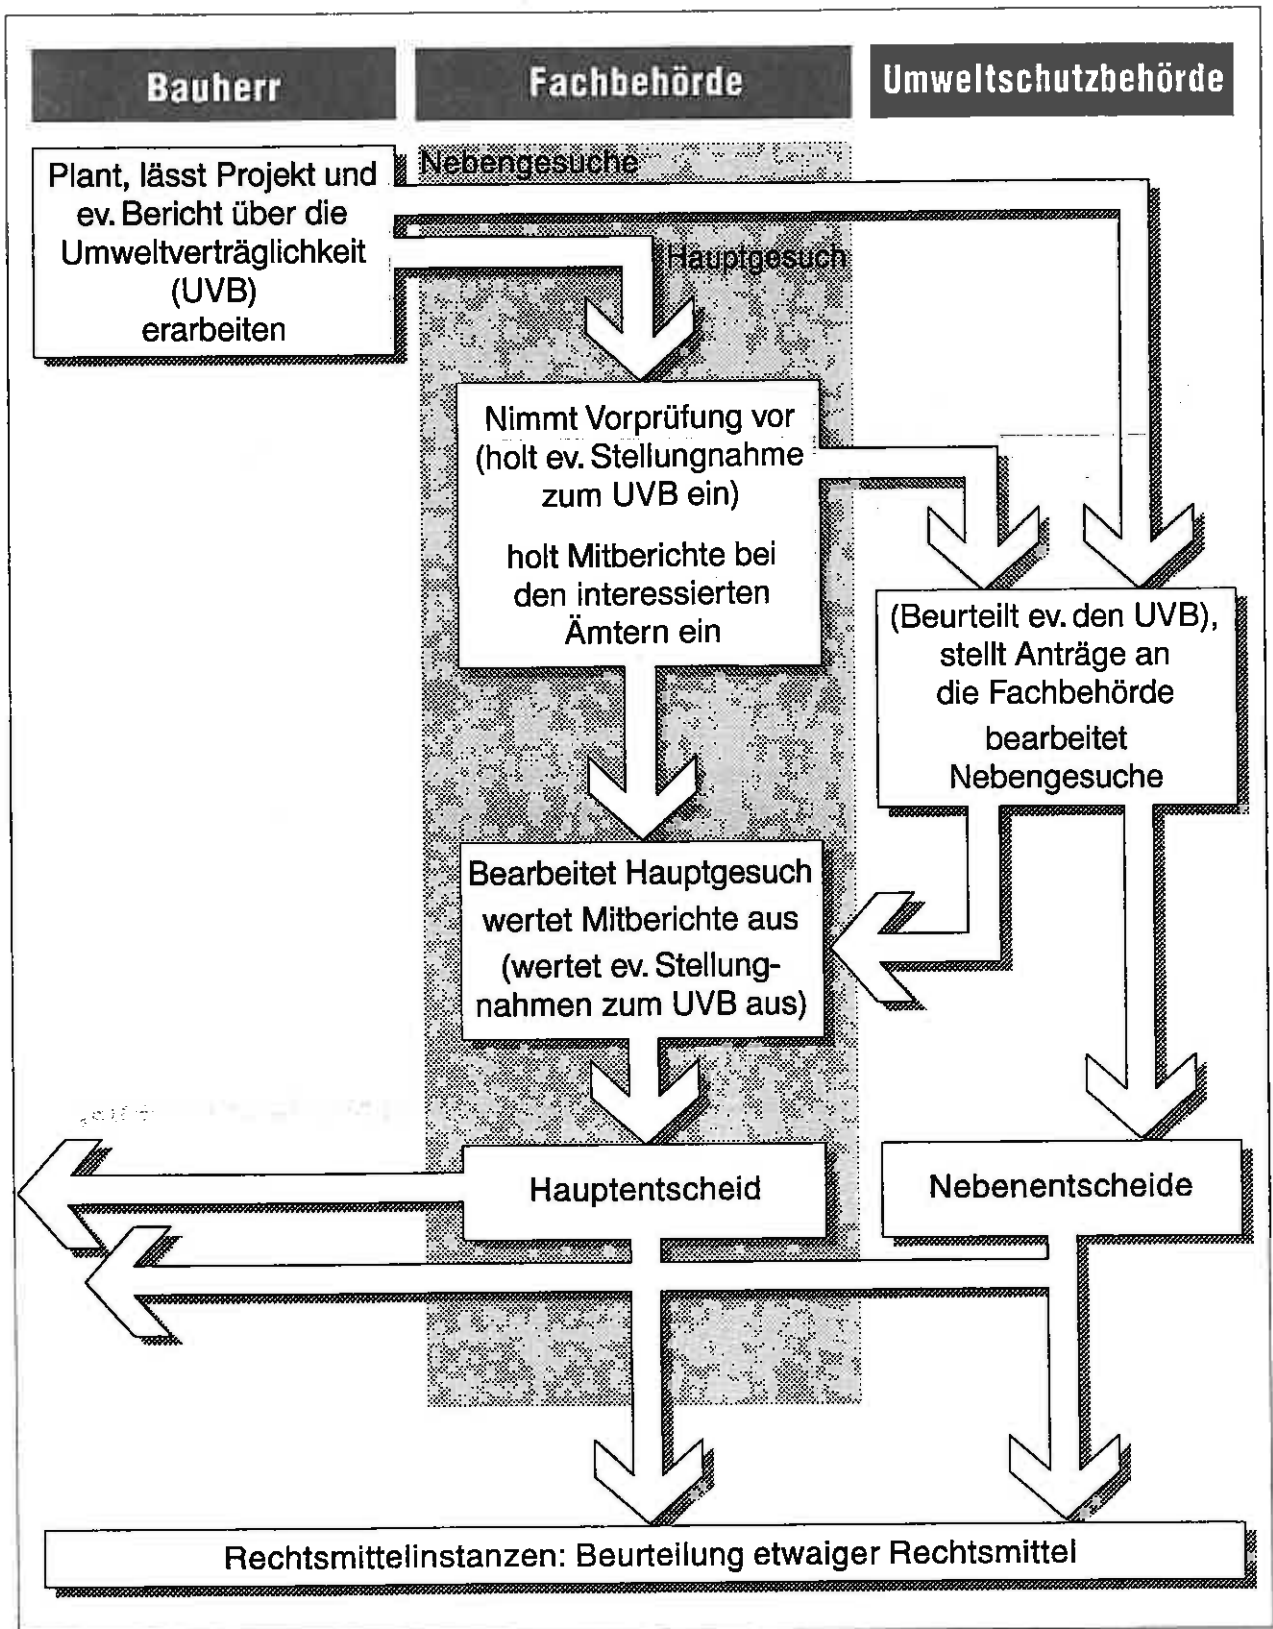 Bauherr
Fachbehörde
Umweltschutzbehörde
Plant, lässt Projekt und
ev. Bericht über die
Umweltverträglichkeit
(UVB)
erarbeiten
Nebengesuche
Hauptgesuch
Nimmt Vorprüfung vor
(holt ev. Stellungnahme
zum UVB ein)
holt Mitberichte bei
den interessierten
Ämtern ein
(Beurteilt ev. den UVB),
stellt Anträge an
die Fachbehörde
bearbeitet
Nebengesuche
Bearbeitet Hauptgesuch
wertet Mitberichte aus
(wertet ev. Stellung-
nahmen zum UVB aus)
Hauptentscheid
Nebenentscheide
Rechtsmittelinstanzen: Beurteilung etwaiger Rechtsmittel